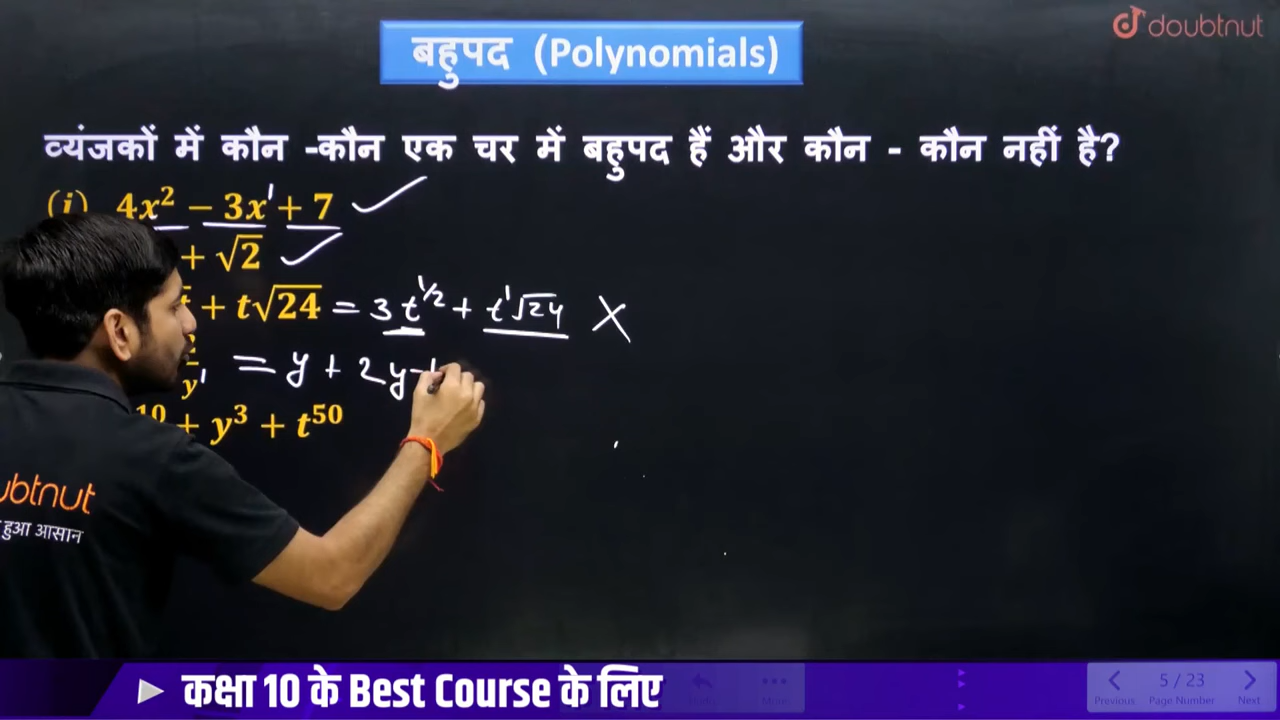 doubtnut
बहुपद (Polynomials)
व्यंजकों में कौन -कौन एक चर में बहुपद हैं और कौन - कौन नहीं है?
(i) 4x² − 3x¹ + 7
+ √2
+ t√24 = 3t^1/2 + t¹√24 X
y¹ = y + 2y
+ y³ + t⁵⁰
ubtnut
हुआ आसान
कक्षा 10 के Best Course के लिए
5 / 23
Previous Page Number Next